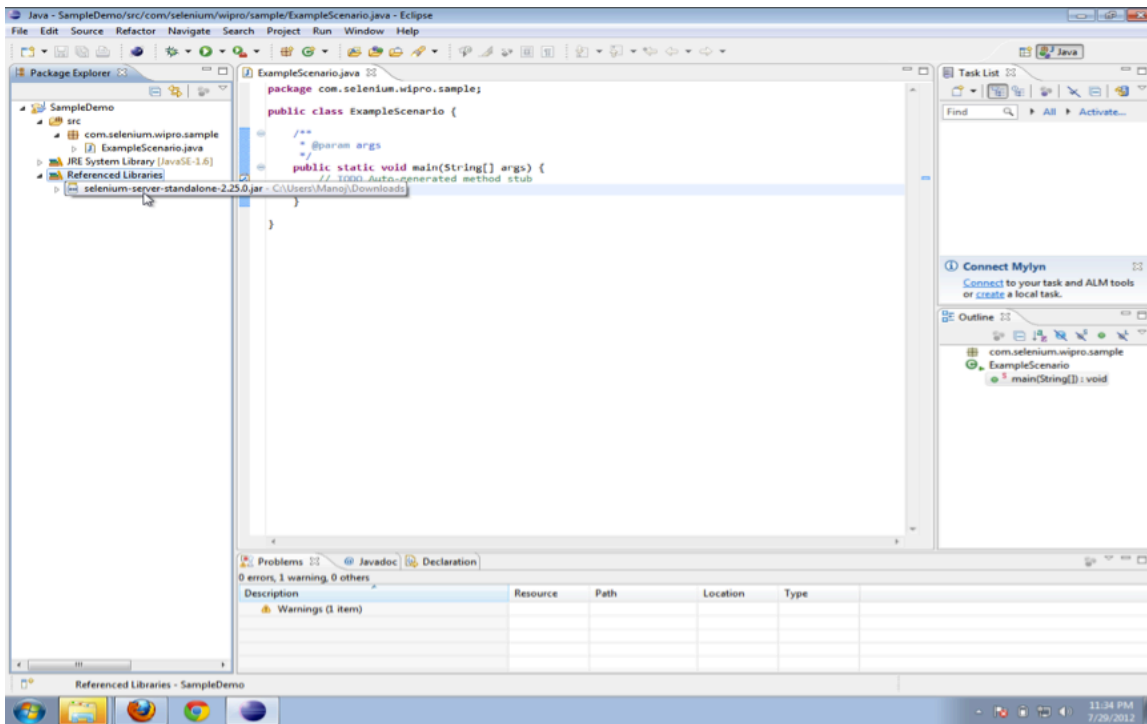 Java - SampleDemo/src/com/selenium/wipro/sample/ExampleScenario.java - Eclipse
File Edit Source Refactor Navigate Search Project Run Window Help
Java
Package Explorer
SampleDemo
src
com.selenium.wipro.sample
ExampleScenario.java
JRE System Library [JavaSE-1.6]
Referenced Libraries
selenium-server-standalone-2.25.0.jar - C:\Users\Manoj\Downloads
ExampleScenario.java
package com.selenium.wipro.sample;
public class ExampleScenario {
/**
* @param args
*/
public static void main(String[] args) {
// TODO Auto-generated method stub
}
}
Task List
Find All Activate...
Connect Mylyn
Connect to your task and ALM tools
or create a local task.
Outline
com.selenium.wipro.sample
ExampleScenario
S main(String[]) : void
Problems Javadoc Declaration
0 errors, 1 warning, 0 others
Description Resource Path Location Type
Warnings (1 item)
Referenced Libraries - SampleDemo
11:34 PM
7/29/2012